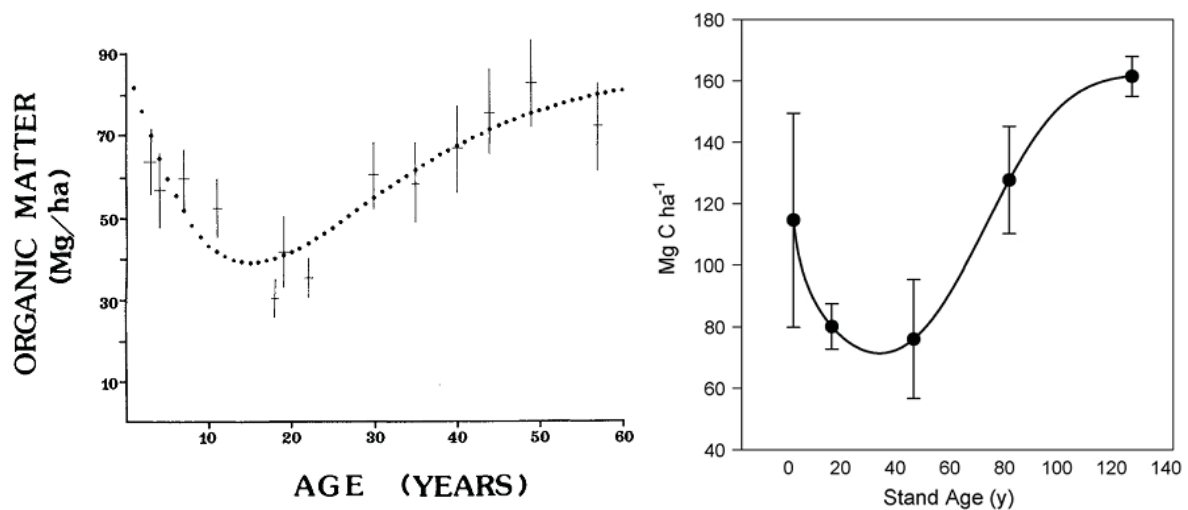 90
70
50
30
10
ORGANIC MATTER
(Mg/ha)
10 20 30 40 50 60
AGE (YEARS)
180
160
140
120
100
80
60
40
Mg C ha-1
0 20 40 60 80 100 120 140
Stand Age (y)